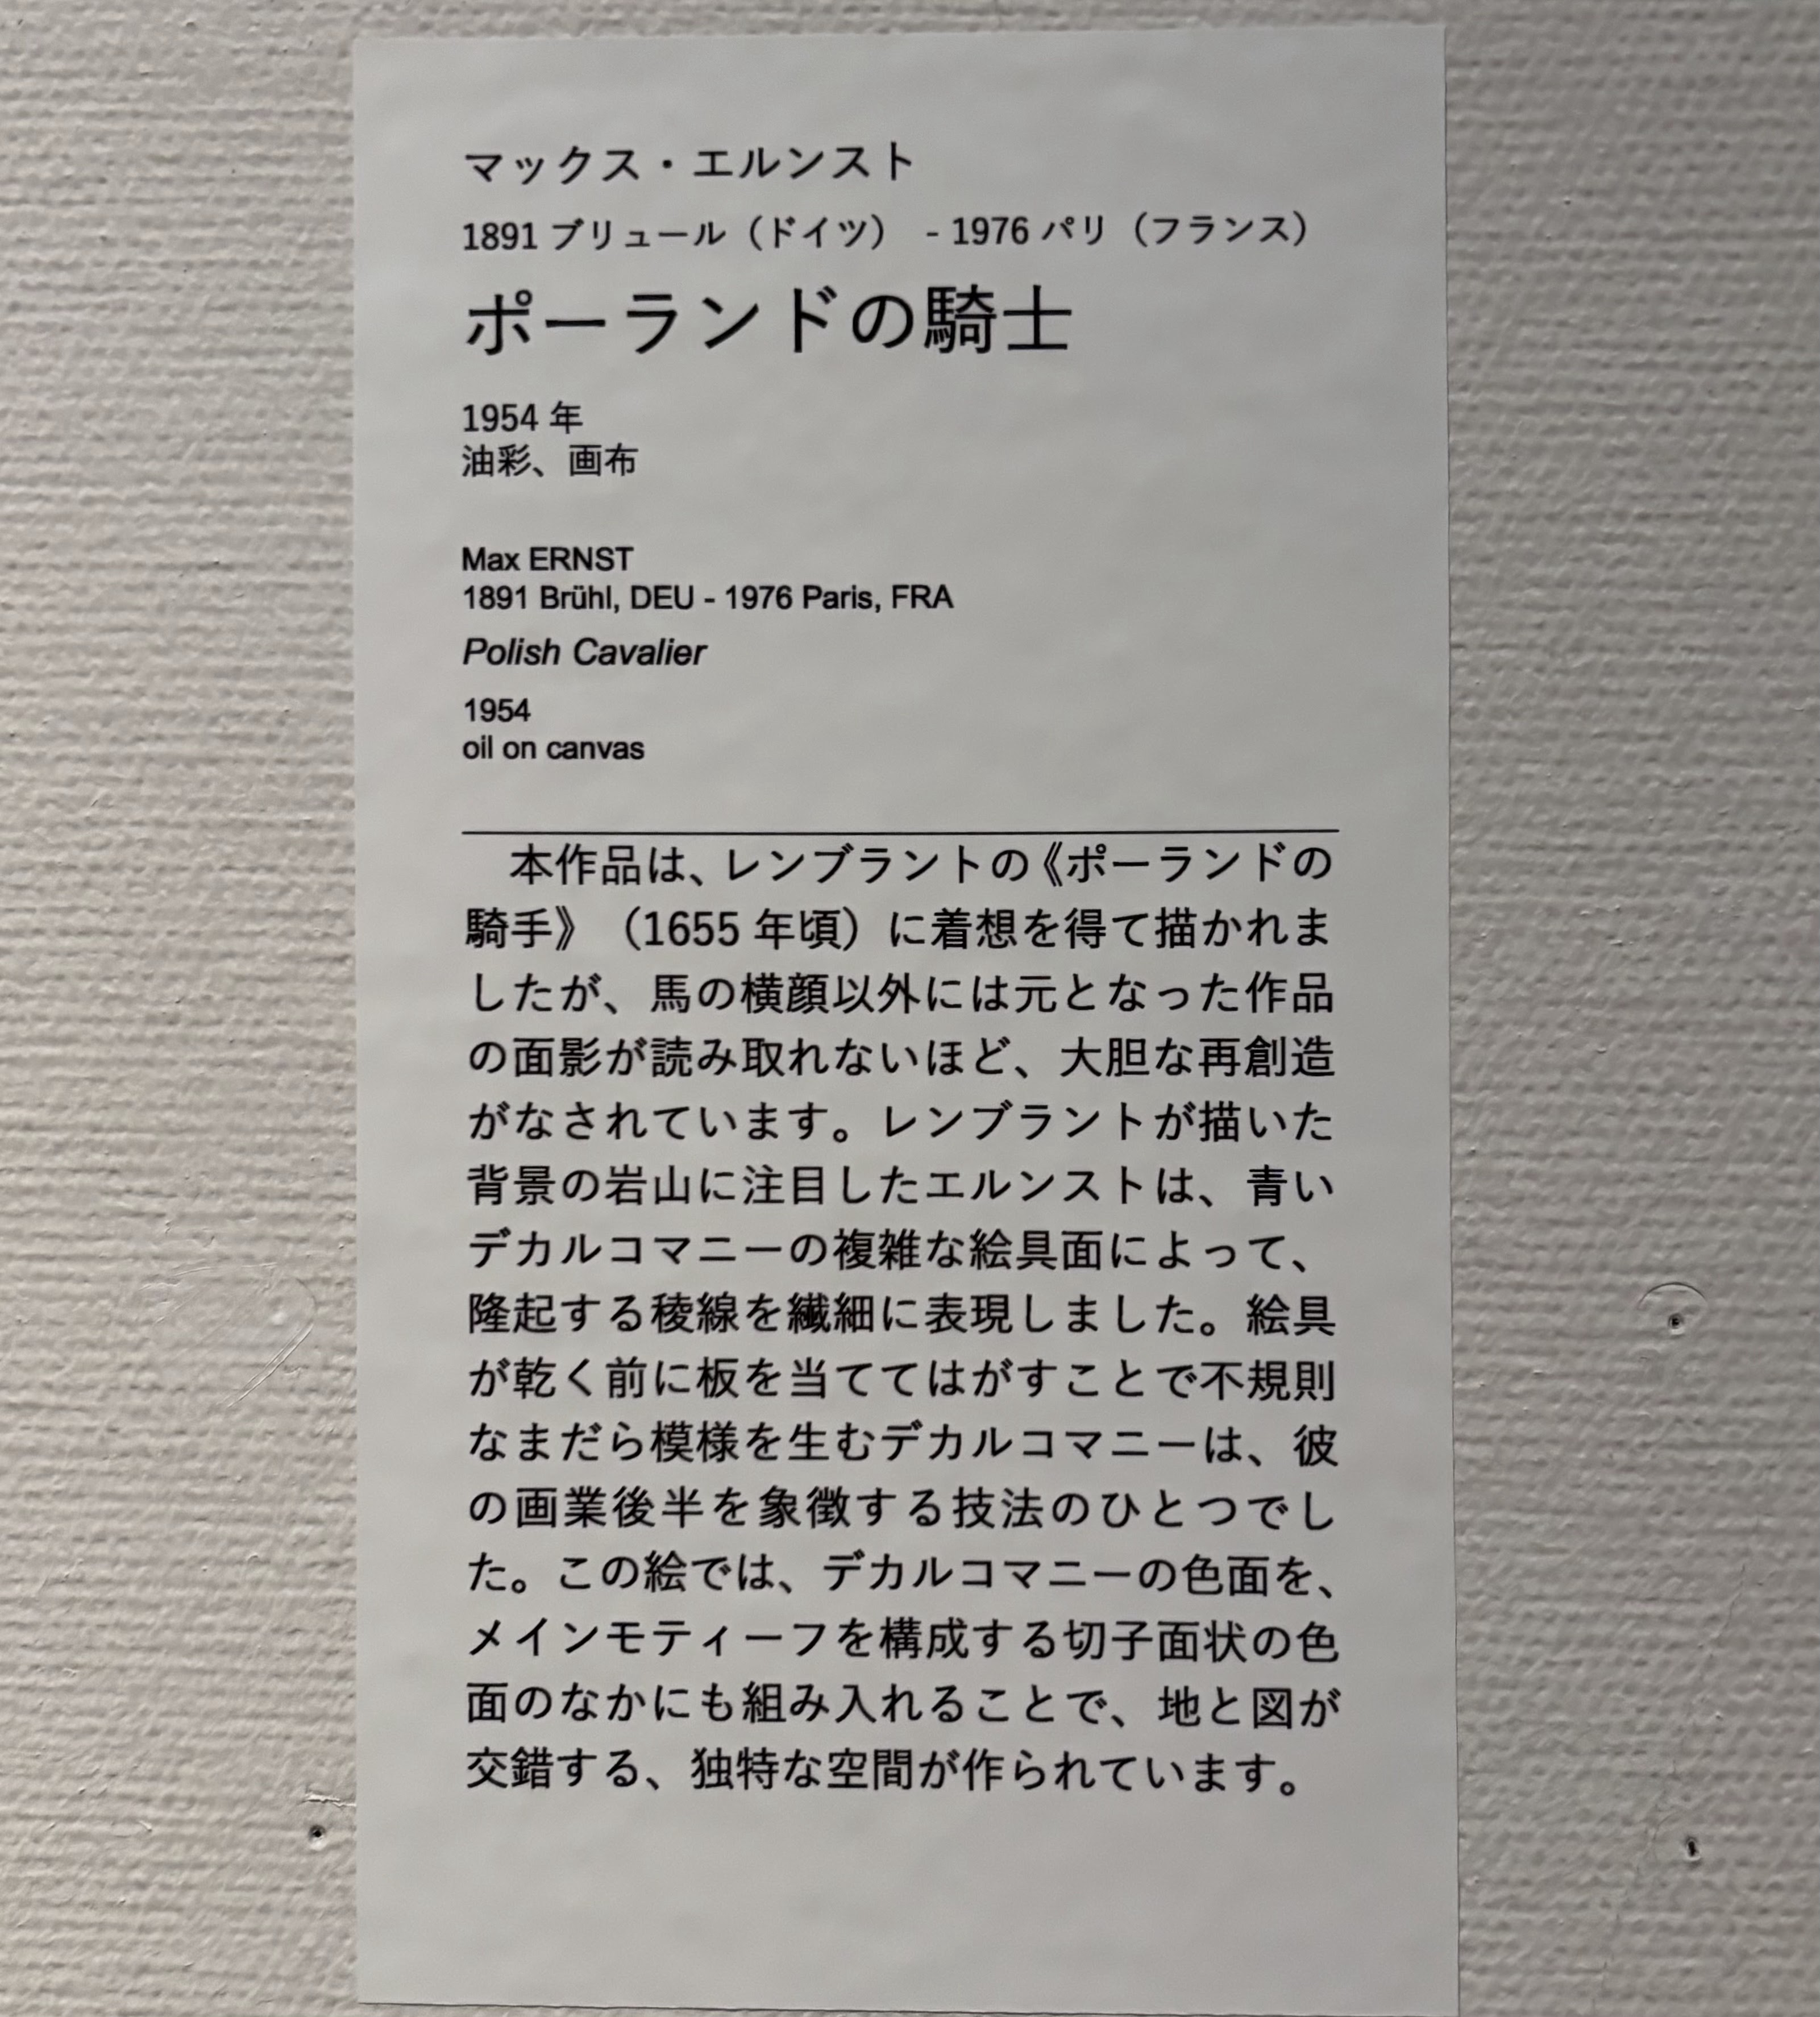 マックス・エルンスト
1891 ブリュール（ドイツ） - 1976 パリ（フランス）
ポーランドの騎士
1954 年
油彩、画布
Max ERNST
1891 Brühl, DEU - 1976 Paris, FRA
Polish Cavalier
1954
oil on canvas
本作品は、レンブラントの《ポーランドの
騎手》（1655 年頃）に着想を得て描かれま
したが、馬の横顔以外には元となった作品
の面影が読み取れないほど、大胆な再創造
がなされています。レンブラントが描いた
背景の岩山に注目したエルンストは、青い
デカルコマニーの複雑な絵具面によって、
隆起する稜線を繊細に表現しました。絵具
が乾く前に板を当ててはがすことで不規則
なまだら模様を生むデカルコマニーは、彼
の画業後半を象徴する技法のひとつでし
た。この絵では、デカルコマニーの色面を、
メインモティーフを構成する切子面状の色
面のなかにも組み入れることで、地と図が
交錯する、独特な空間が作られています。